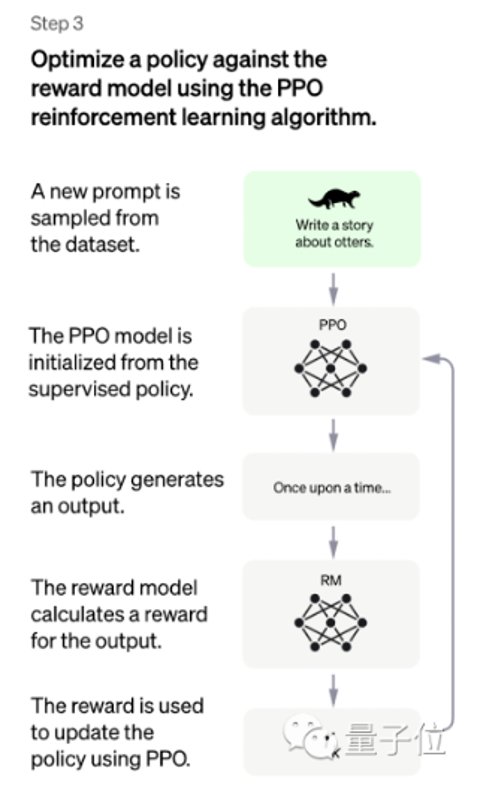 Step 3
Optimize a policy against the
reward model using the PPO
reinforcement learning algorithm.
A new prompt is
sampled from
the dataset.
Write a story
about otters.
The PPO model is
initialized from the
supervised policy.
PPO
The policy generates
an output.
Once upon a time...
The reward model
calculates a reward
for the output.
RM
The reward is used
to update the
policy using PPO.
量子位